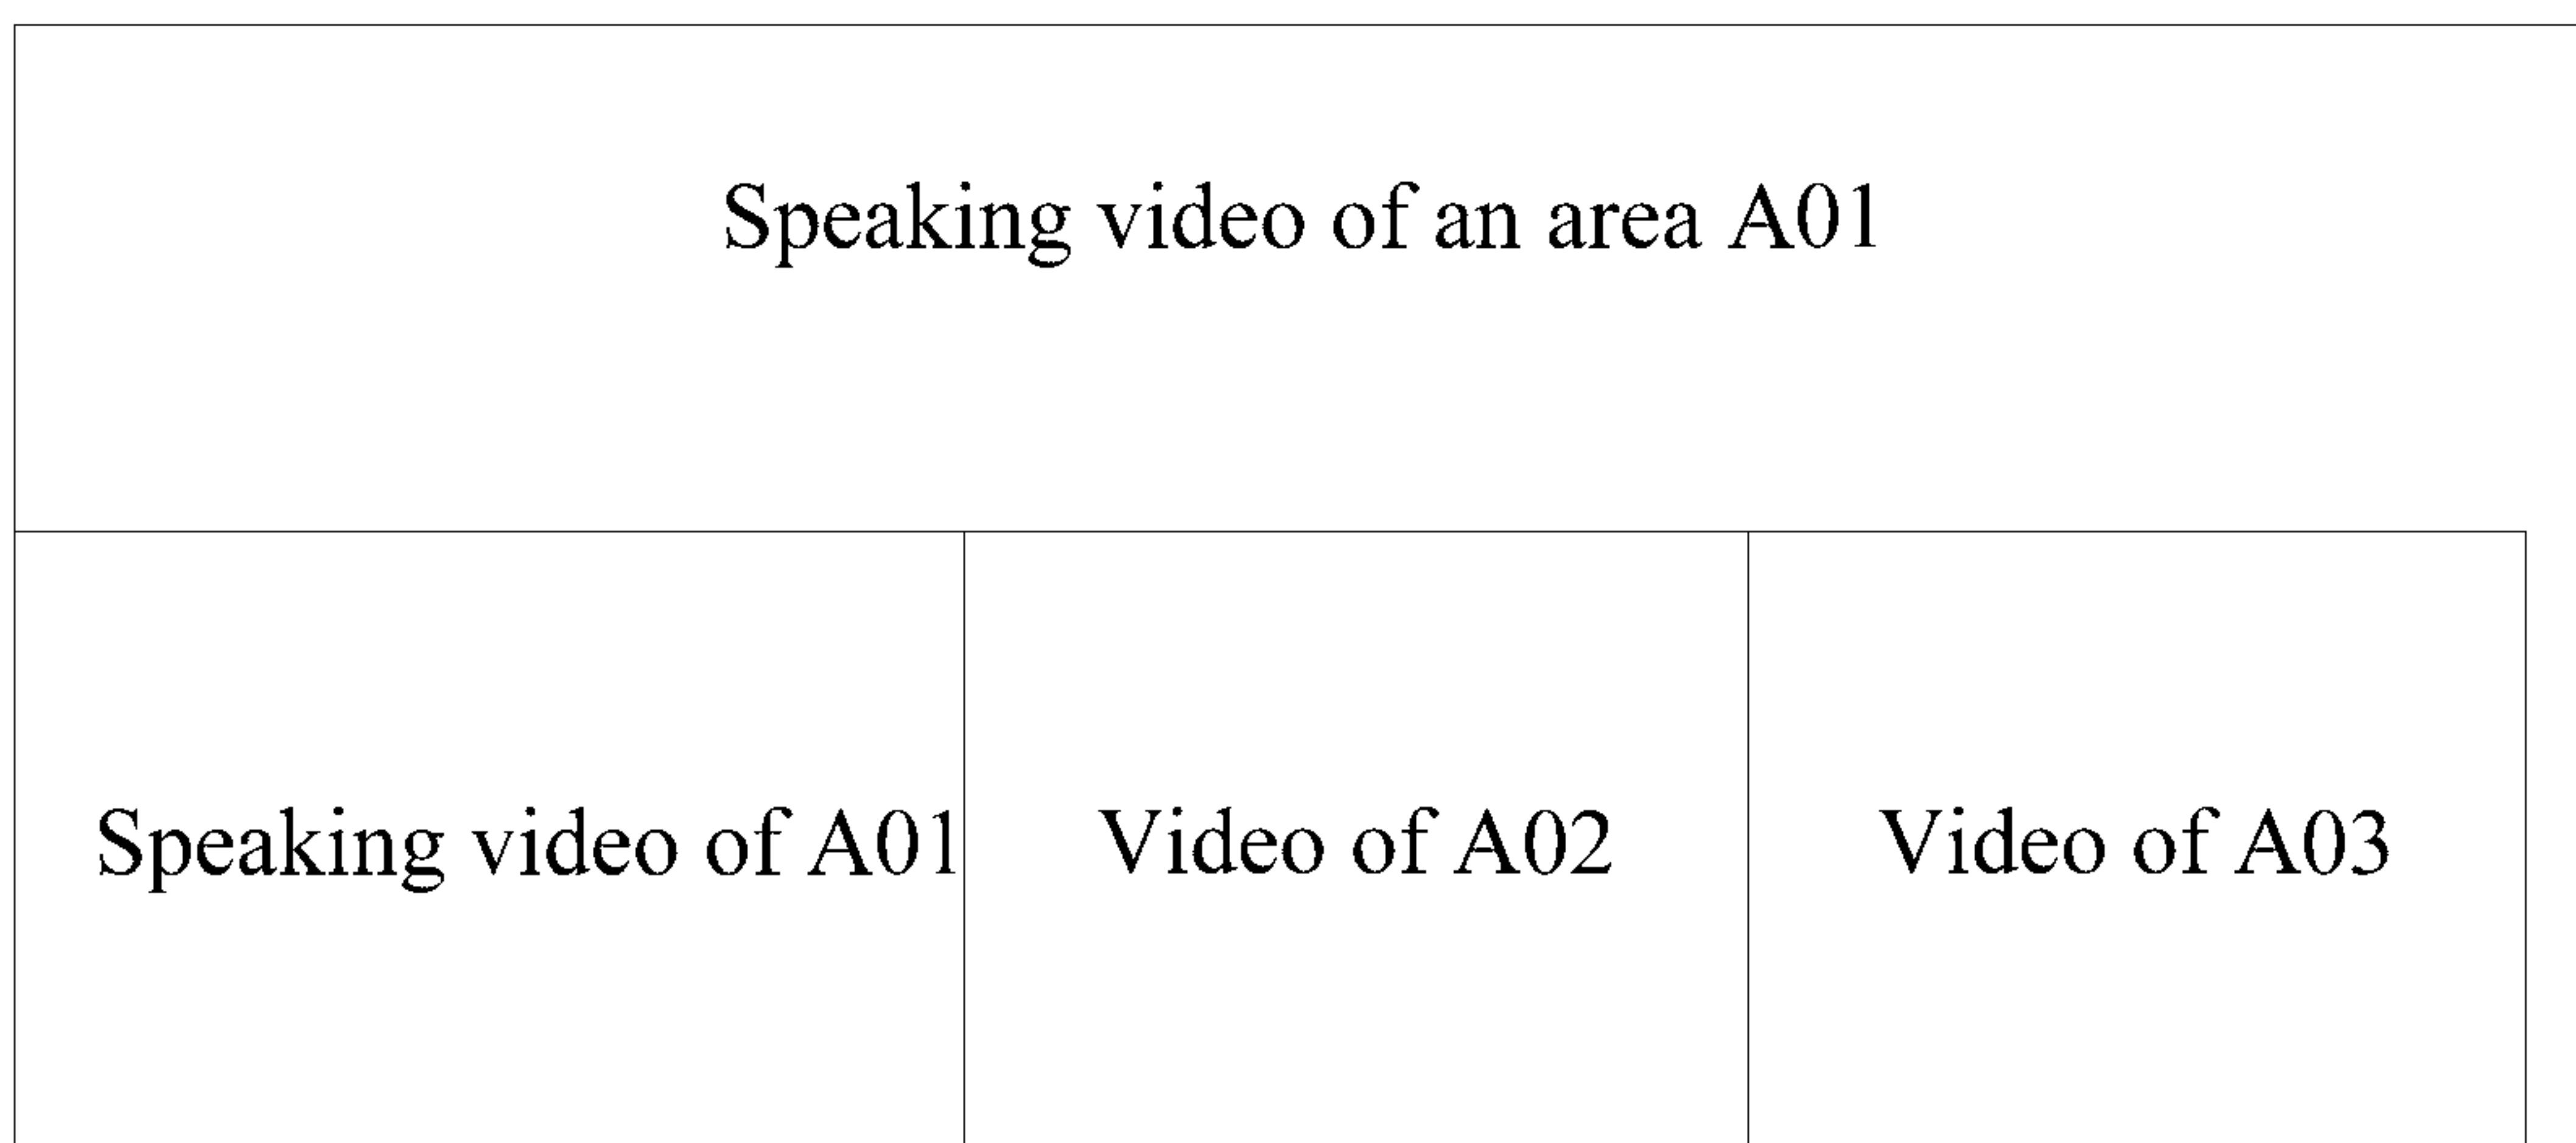 Speaking video of an area A01
Speaking video of A01
Video of A02
Video of A03